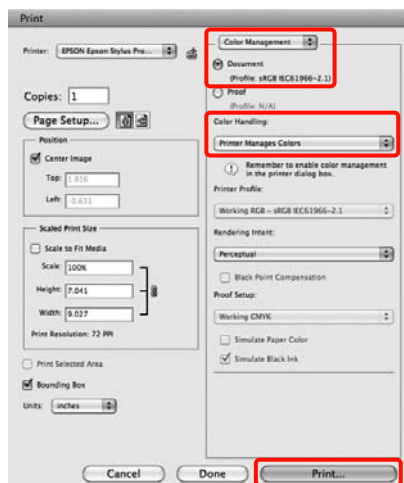 Print
Printer: EPSON Epson Stylus Pro...
Copies: 1
Page Setup...
Position
Center Image
Top: 1.916
Left: -0.631
Scaled Print Size
Scale to Fit Media
Scale: 100%
Height: 7.041
Width: 9.027
Print Resolution: 72 PPI
Print Selected Area
Bounding Box
Units: inches
Color Management
Document
(Profile: sRGB IEC61966-2.1)
Proof
(Profile: N/A)
Color Handling:
Printer Manages Colors
Remember to enable color management
in the printer dialog box.
Printer Profile:
Working RGB - sRGB IEC61966-2.1
Rendering Intent:
Perceptual
Black Point Compensation
Proof Setup:
Working CMYK
Simulate Paper Color
Simulate Black Ink
Cancel
Done
Print...